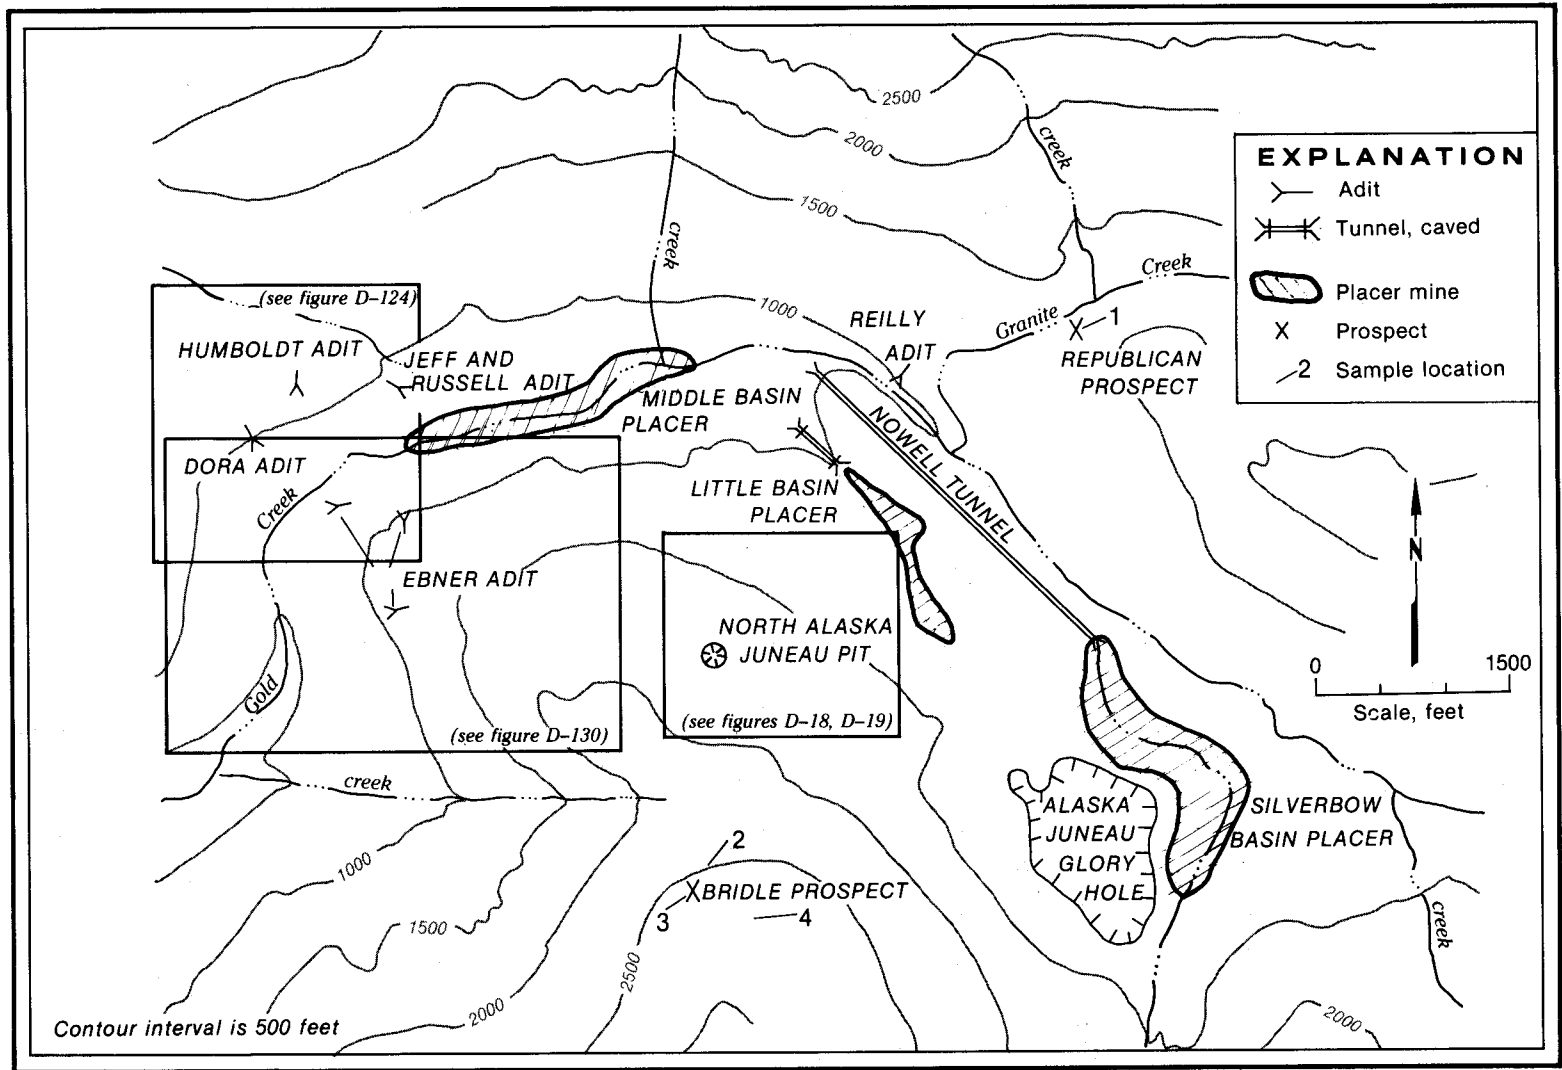 2500
2000
creek
1500
creek
Creek
Granite
1
REPUBLICAN
PROSPECT
EXPLANATION
Adit
Tunnel, caved
Placer mine
Prospect
2 Sample location
(see figure D-124)
HUMBOLDT ADIT
JEFF AND
RUSSELL ADIT
1000
REILLY
ADIT
MIDDLE BASIN
PLACER
NOWELL TUNNEL
DORA ADIT
Creek
LITTLE BASIN
PLACER
EBNER ADIT
N
NORTH ALASKA
JUNEAU PIT
0 1500
Scale, feet
Gold
(see figure D-130)
(see figures D-18, D-19)
creek
ALASKA
JUNEAU
GLORY
HOLE
SILVERBOW
BASIN PLACER
2
BRIDLE PROSPECT
3
4
1000
1500
2500
2000
creek
2000
Contour interval is 500 feet